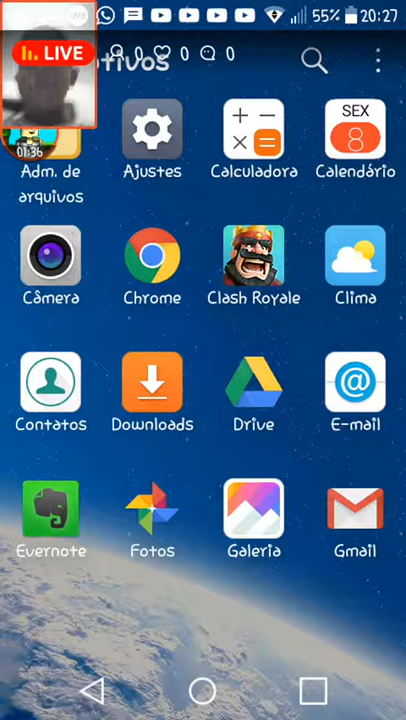 55% 20:27
LIVE 0 0 0
01:36
SEX
8
Adm. de Ajustes Calculadora Calendário
arquivos
Câmera Chrome Clash Royale Clima
Contatos Downloads Drive E-mail
Evernote Fotos Galeria Gmail